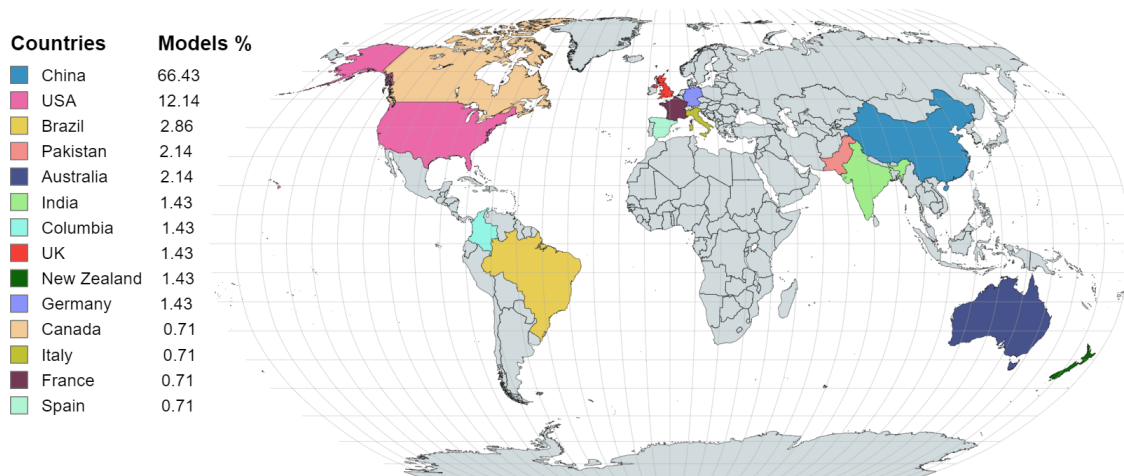 Countries Models %
China 66.43
USA 12.14
Brazil 2.86
Pakistan 2.14
Australia 2.14
India 1.43
Columbia 1.43
UK 1.43
New Zealand 1.43
Germany 1.43
Canada 0.71
Italy 0.71
France 0.71
Spain 0.71